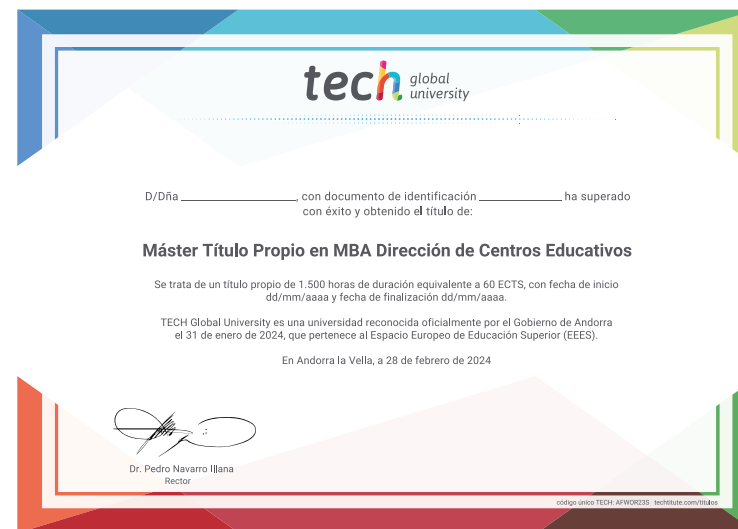 tech global university
D/Dña ____________________, con documento de identificación ______________ ha superado
con éxito y obtenido el título de:
Máster Título Propio en MBA Dirección de Centros Educativos
Se trata de un título propio de 1.500 horas de duración equivalente a 60 ECTS, con fecha de inicio
dd/mm/aaaa y fecha de finalización dd/mm/aaaa.
TECH Global University es una universidad reconocida oficialmente por el Gobierno de Andorra
el 31 de enero de 2024, que pertenece al Espacio Europeo de Educación Superior (EEES).
En Andorra la Vella, a 28 de febrero de 2024
Dr. Pedro Navarro Illana
Rector
código único TECH: AFWOR23S techtitute.com/titulos